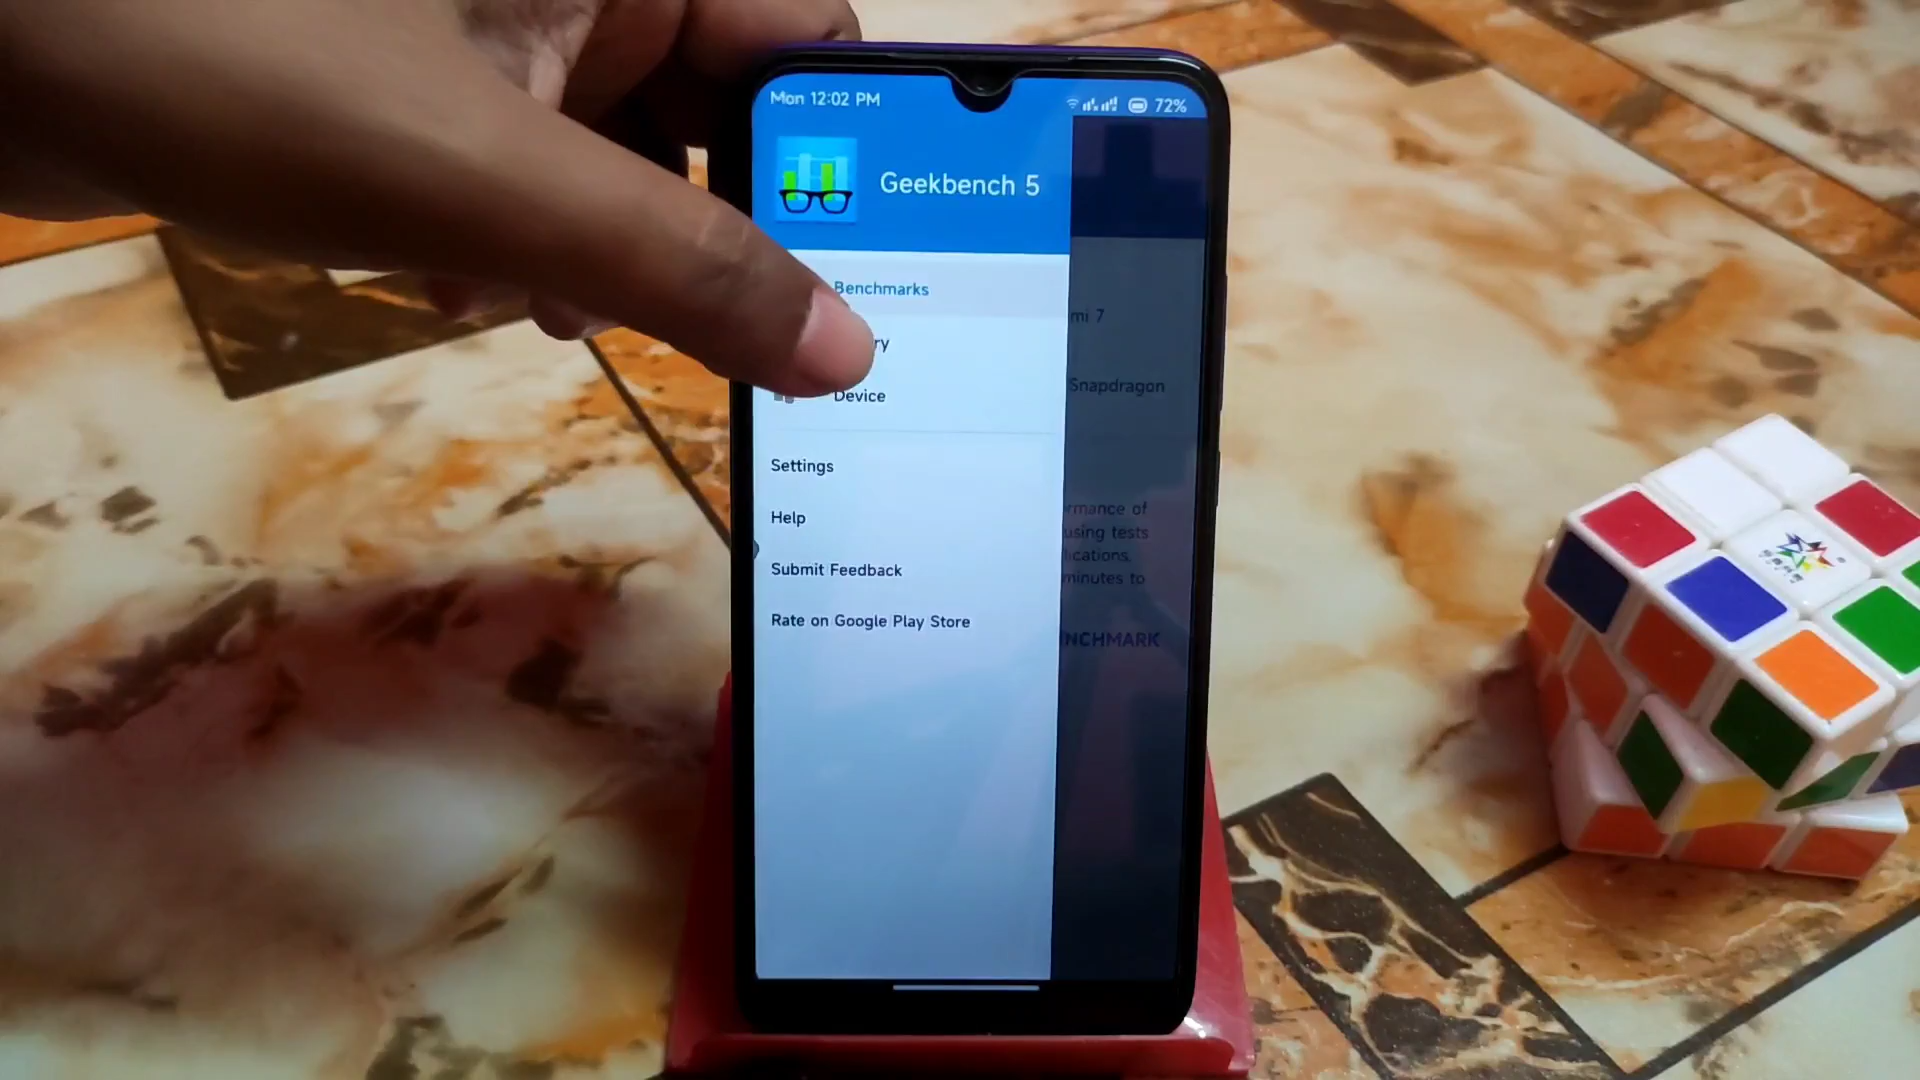 Mon 12:02 PM
72%
Geekbench 5
Benchmarks
ry
Device
Settings
Help
Submit Feedback
Rate on Google Play Store
mi 7
Snapdragon
rmance of
using tests
lications.
minutes to
NCHMARK